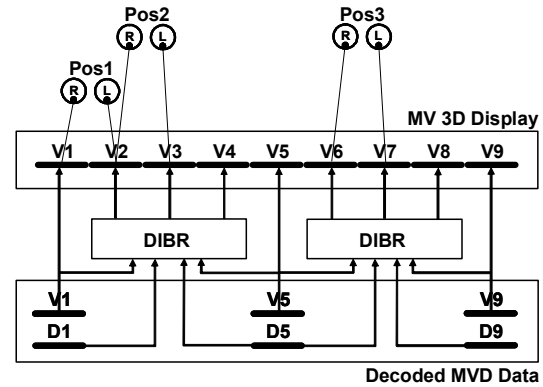 Pos2 Pos3
R L R L
Pos1
R L
MV 3D Display
V1 V2 V3 V4 V5 V6 V7 V8 V9
DIBR DIBR
V1 V5 V9
D1 D5 D9
Decoded MVD Data